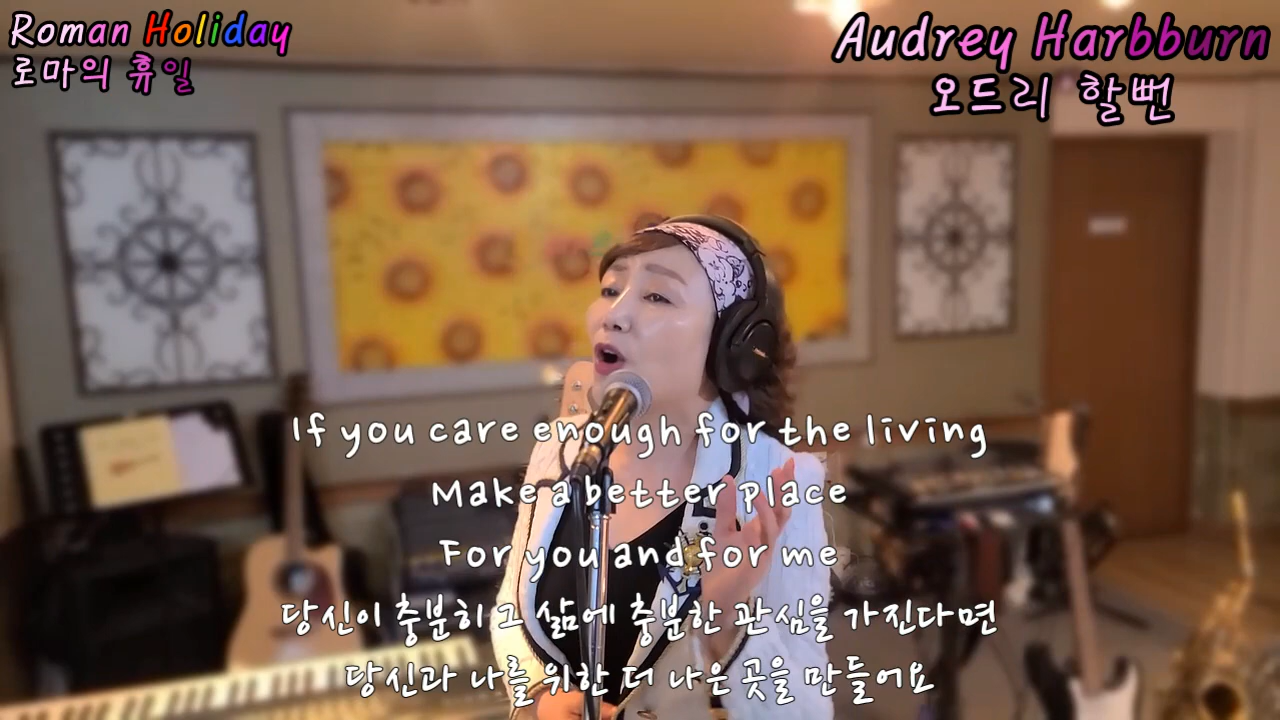 Roman Holiday
로마의 휴일
Audrey Harbburn
오드리 할뻔
If you care enough for the living
Make a better place
For you and for me
당신이 충분히 그 삶에 충분한 관심을 가진다면
당신과 나를 위한 더 나은 곳을 만들어요